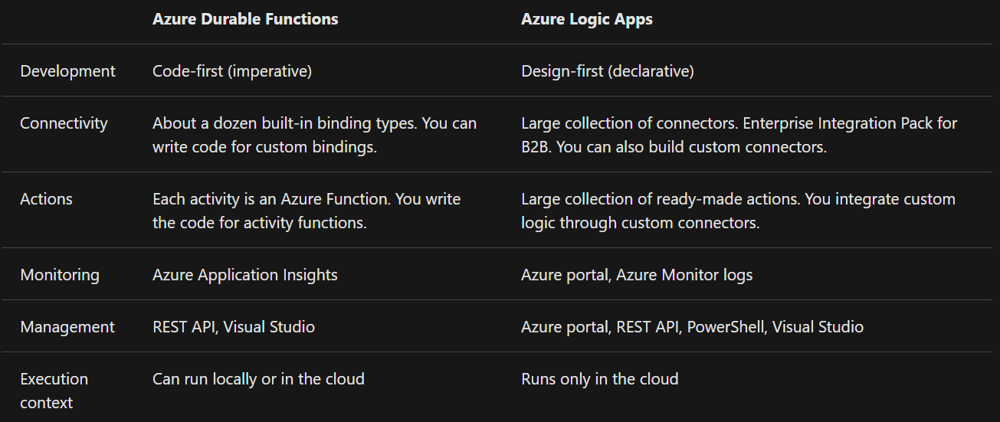 Azure Durable Functions Azure Logic Apps
Development Code-first (imperative) Design-first (declarative)
Connectivity About a dozen built-in binding types. You can Large collection of connectors. Enterprise Integration Pack for
write code for custom bindings. B2B. You can also build custom connectors.
Actions Each activity is an Azure Function. You write Large collection of ready-made actions. You integrate custom
the code for activity functions. logic through custom connectors.
Monitoring Azure Application Insights Azure portal, Azure Monitor logs
Management REST API, Visual Studio Azure portal, REST API, PowerShell, Visual Studio
Execution Can run locally or in the cloud Runs only in the cloud
context